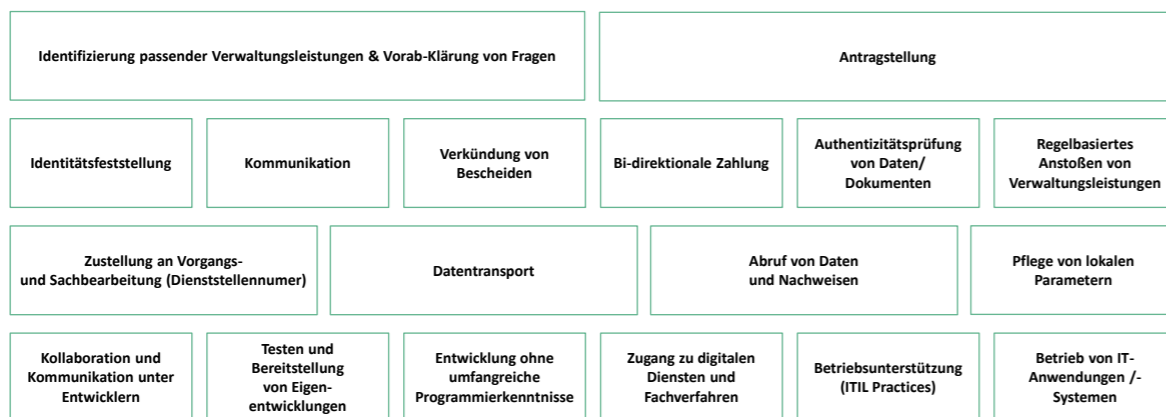 Identifizierung passender Verwaltungsleistungen & Vorab-Klärung von Fragen
Antragstellung
Identitätsfeststellung
Kommunikation
Verkündung von
Bescheiden
Bi-direktionale Zahlung
Authentizitätsprüfung
von Daten/
Dokumenten
Regelbasiertes
Anstoßen von
Verwaltungsleistungen
Zustellung an Vorgangs-
und Sachbearbeitung (Dienststellennumer)
Datentransport
Abruf von Daten
und Nachweisen
Pflege von lokalen
Parametern
Kollaboration und
Kommunikation unter
Entwicklern
Testen und
Bereitstellung
von Eigen-
entwicklungen
Entwicklung ohne
umfangreiche
Programmierkenntnisse
Zugang zu digitalen
Diensten und
Fachverfahren
Betriebsunterstützung
(ITIL Practices)
Betrieb von IT-
Anwendungen /-
Systemen